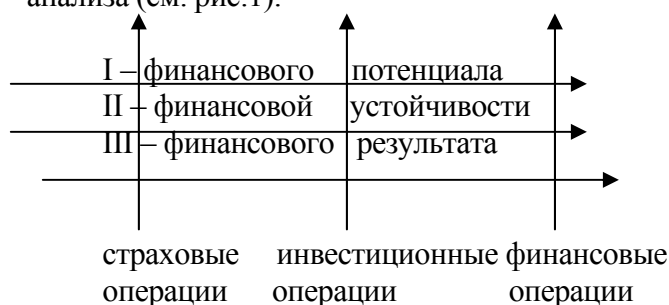 анализа (см. рис.1).
I – финансового потенциала
II – финансовой устойчивости
III – финансового результата
страховые инвестиционные финансовые
операции операции операции